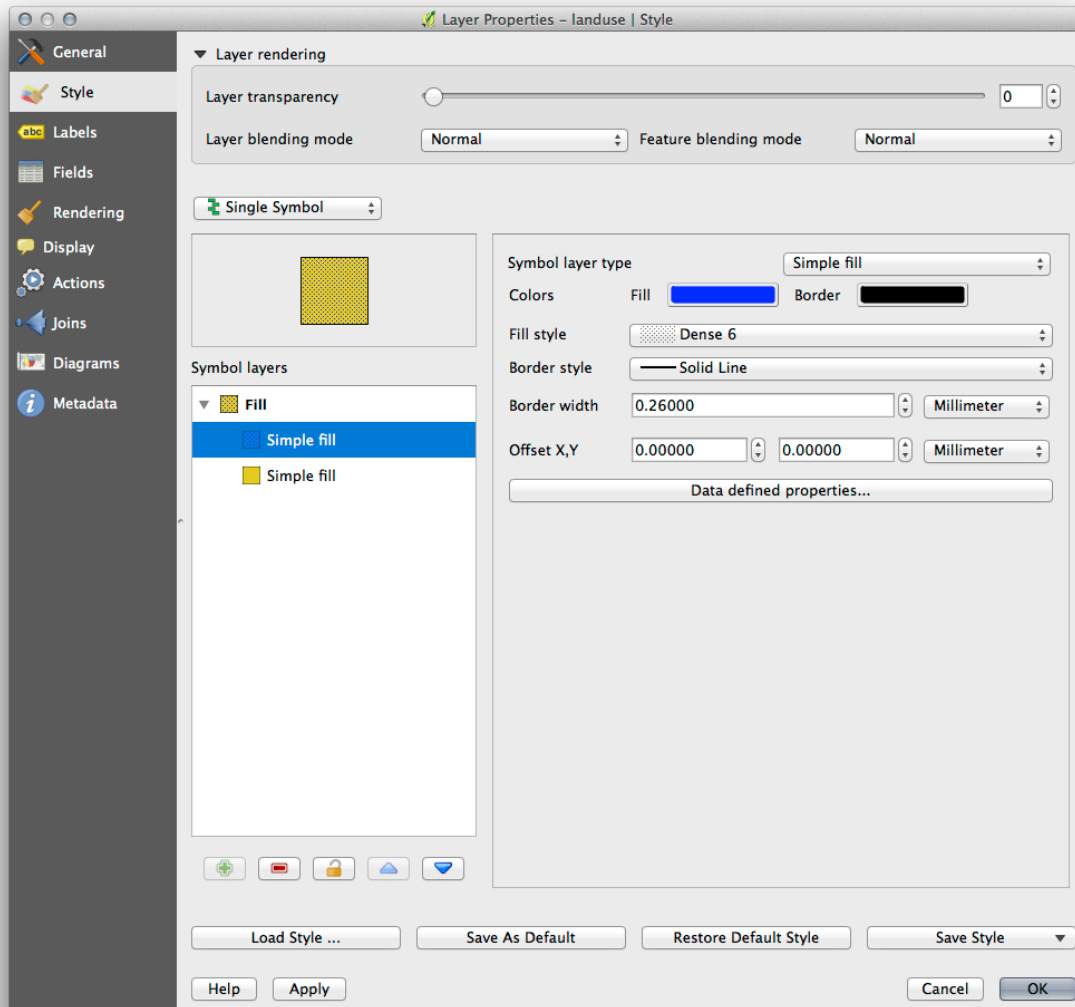 Layer Properties - landuse | Style
General
Style
abc Labels
Fields
Rendering
Display
Actions
Joins
i Metadata
Diagrams
Layer rendering
Layer transparency 0
Layer blending mode Normal Feature blending mode Normal
Single Symbol
Symbol layers
Fill
Simple fill
Simple fill
Symbol layer type Simple fill
Colors Fill Border
Fill style Dense 6
Border style Solid Line
Border width 0.26000 Millimeter
Offset X,Y 0.00000 0.00000 Millimeter
Data defined properties...
Load Style ... Save As Default Restore Default Style Save Style
Help Apply Cancel OK